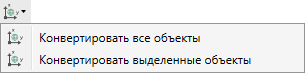 Конвертировать все объекты
Конвертировать выделенные объекты